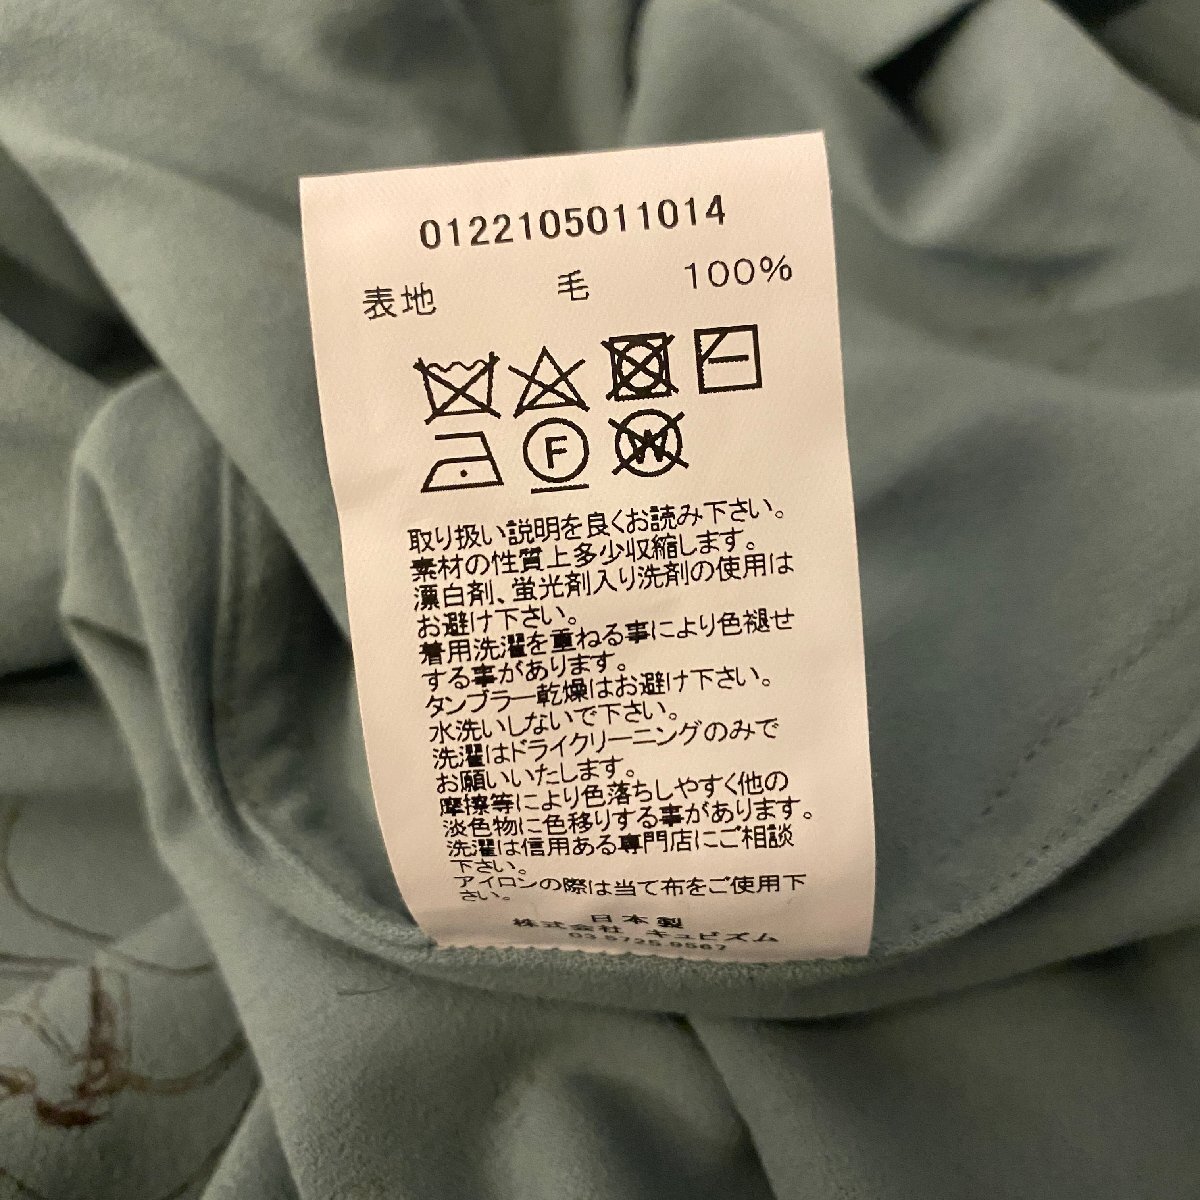 0122105011014
表地 毛 100%
F W
取り扱い説明を良くお読み下さい。
素材の性質上多少収縮します。
漂白剤、蛍光剤入り洗剤の使用は
お避け下さい。
着用洗濯を重ねる事により色褪せ
する事があります。
タンブラー乾燥はお避け下さい。
水洗いしないで下さい。
洗濯はドライクリーニングのみで
お願いいたします。
摩擦等により色落ちしやすく他の
淡色物に色移りする事があります。
洗濯は信用ある専門店にご相談
下さい。
アイロンの際は当て布をご使用下
さい。
日本製
株式会社 キュビズム
03-5725-9567